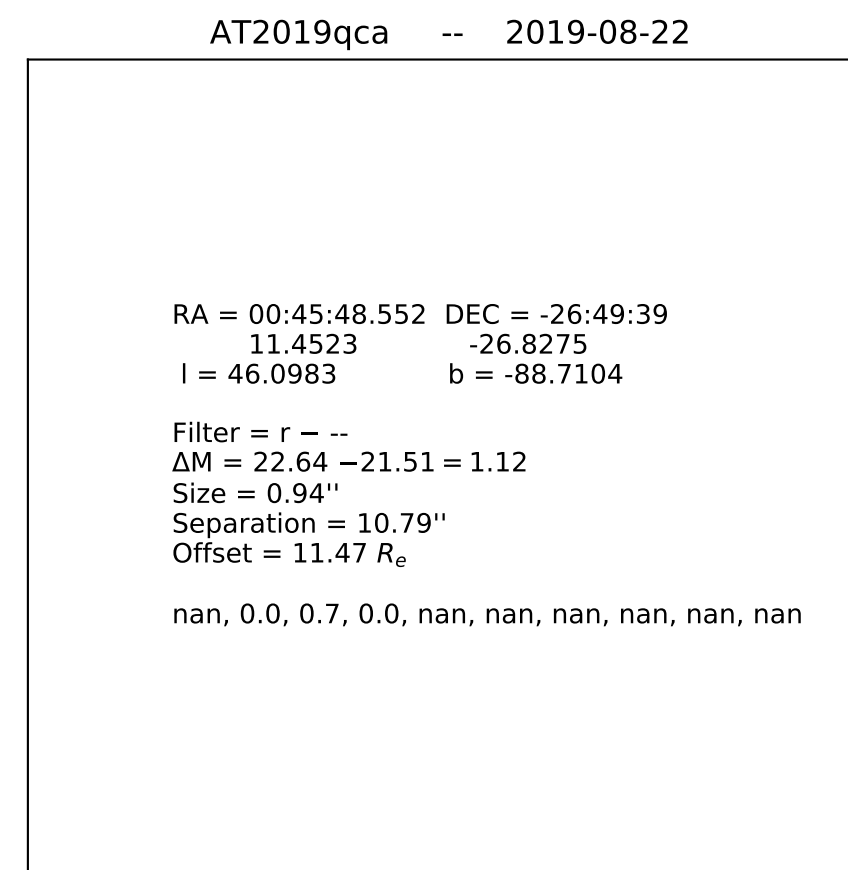 AT2019qca -- 2019-08-22
RA = 00:45:48.552 DEC = -26:49:39
11.4523 -26.8275
l = 46.0983 b = -88.7104
Filter = r − --
ΔM = 22.64 −21.51 = 1.12
Size = 0.94''
Separation = 10.79''
Offset = 11.47 Rₑ
nan, 0.0, 0.7, 0.0, nan, nan, nan, nan, nan, nan